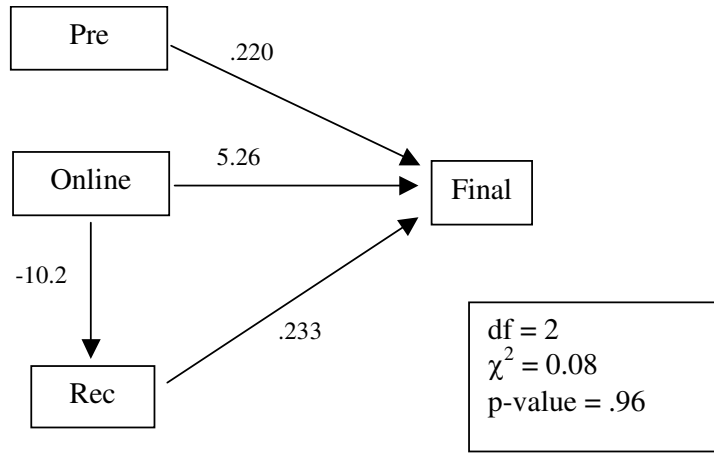 Pre
.220
Online
5.26
Final
-10.2
.233
Rec
df = 2
χ² = 0.08
p-value = .96